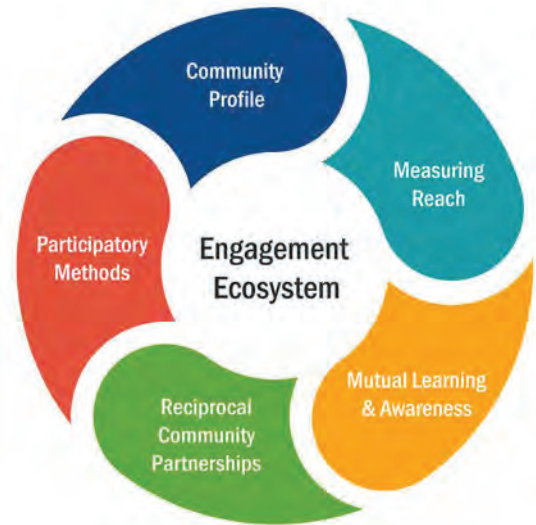 Community
Profile
Measuring
Reach
Participatory
Methods
Engagement
Ecosystem
Mutual Learning
& Awareness
Reciprocal
Community
Partnerships